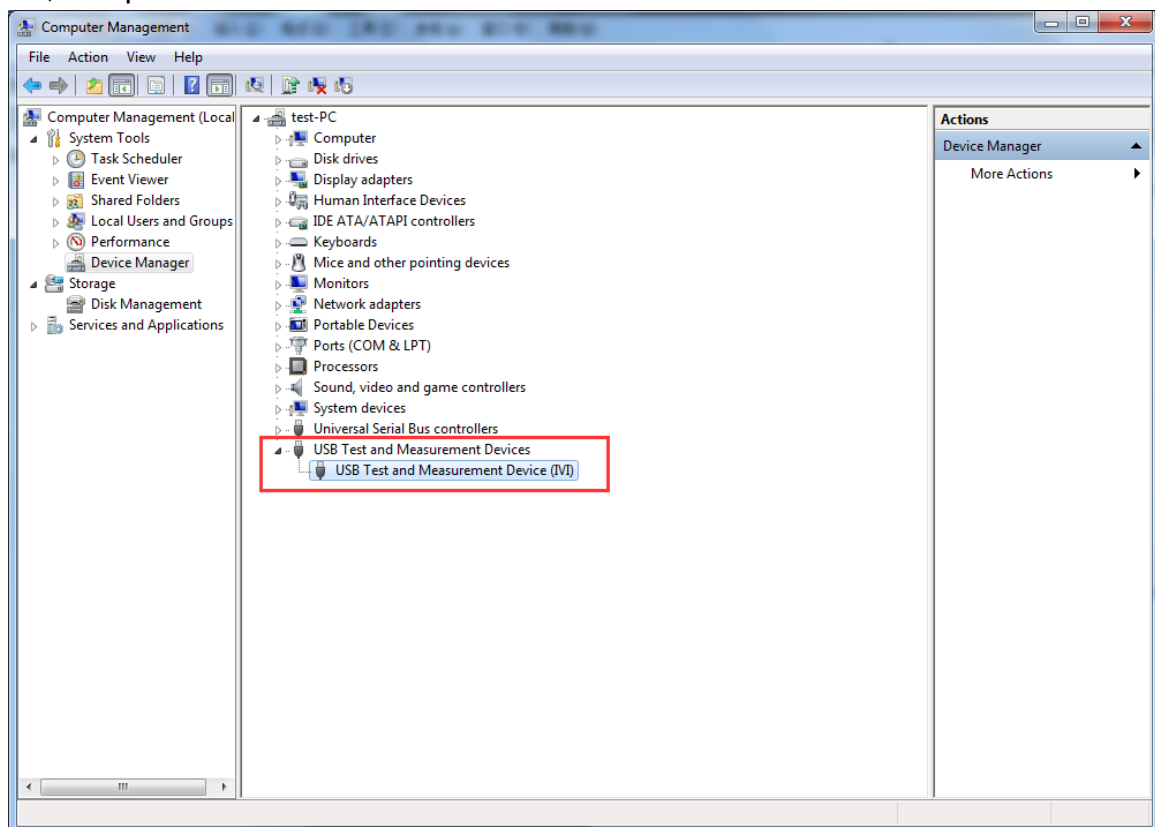 Computer Management
File Action View Help
Computer Management (Local
System Tools
Task Scheduler
Event Viewer
Shared Folders
Local Users and Groups
Performance
Device Manager
Storage
Disk Management
Services and Applications
test-PC
Computer
Disk drives
Display adapters
Human Interface Devices
IDE ATA/ATAPI controllers
Keyboards
Mice and other pointing devices
Monitors
Network adapters
Portable Devices
Ports (COM & LPT)
Processors
Sound, video and game controllers
System devices
Universal Serial Bus controllers
USB Test and Measurement Devices
USB Test and Measurement Device (IVI)
Actions
Device Manager
More Actions